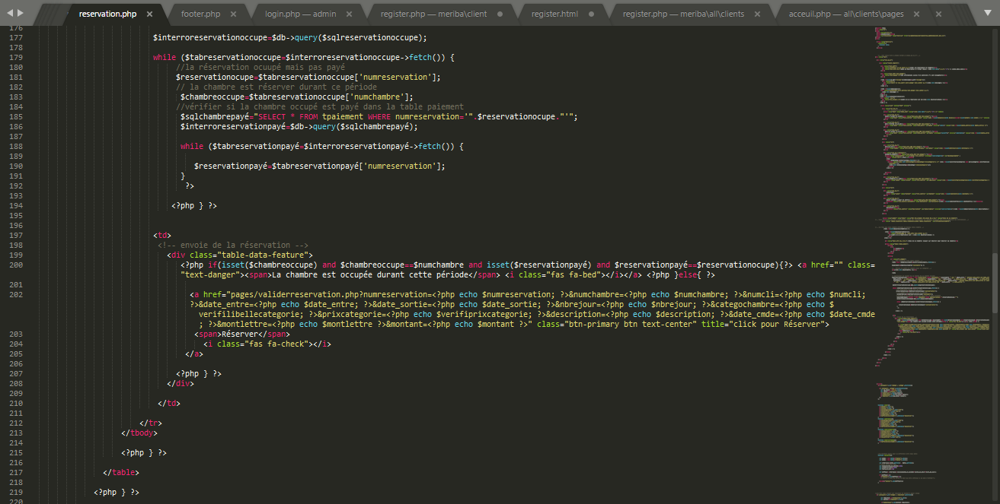 reservation.php × footer.php × login.php — admin × register.php — meriba\client • register.html • register.php — meriba\all\clients × acceuil.php — all\clients\pages × ×
176
177 $interroreservationoccupe=$db->query($sqlreservationoccupe);
178
179 while ($tabreservationoccupe=$interroreservationoccupe->fetch()) {
180 //la réservation ocuupé mais pas payé
181 $reservationocupe=$tabreservationoccupe['numreservation'];
182 // la chambre est réserver durant ce période
183 $chambreoccupe=$tabreservationoccupe['numchambre'];
184 //vérifier si la chambre occupé est payé dans la table paiement
185 $sqlchambrepayé="SELECT * FROM tpaiement WHERE numreservation='".$reservationocupe."'";
186 $interroreservationpayé=$db->query($sqlchambrepayé);
187
188 while ($tabreservationpayé=$interroreservationpayé->fetch()) {
189
190 $reservationpayé=$tabreservationpayé['numreservation'];
191 }
192 ?>
193
194 <?php } ?>
195
196
197 <td>
198 <!-- envoie de la réservation -->
199 <div class="table-data-feature">
200 <?php if(isset($chambreoccupe) and $chambreoccupe==$numchambre and isset($reservationpayé) and $reservationpayé==$reservationocupe){?> <a href="" class=
"text-danger"><span>La chambre est occupée durant cette période</span> <i class="fas fa-bed"></i></a> <?php }else{ ?>
201
202 <a href="pages/validerreservation.php?numreservation=<?php echo $numreservation; ?>&numchambre=<?php echo $numchambre; ?>&numcli=<?php echo $numcli;
?>&date_entre=<?php echo $date_entre; ?>&date_sortie=<?php echo $date_sortie; ?>&nbrejour=<?php echo $nbrejour; ?>&categochambre=<?php echo $
verifilibellecategorie; ?>&prixcategorie=<?php echo $verifiprixcategorie; ?>&description=<?php echo $description; ?>&date_cmde=<?php echo $date_cmde
; ?>&montlettre=<?php echo $montlettre ?>&montant=<?php echo $montant ?>" class="btn-primary btn text-center" title="click pour Réserver">
203 <span>Réserver</span>
204 <i class="fas fa-check"></i>
205 </a>
206
207 <?php } ?>
208 </div>
209
210 </td>
211
212 </tr>
213 </tbody>
214
215 <?php } ?>
216
217 </table>
218
219 <?php } ?>
220